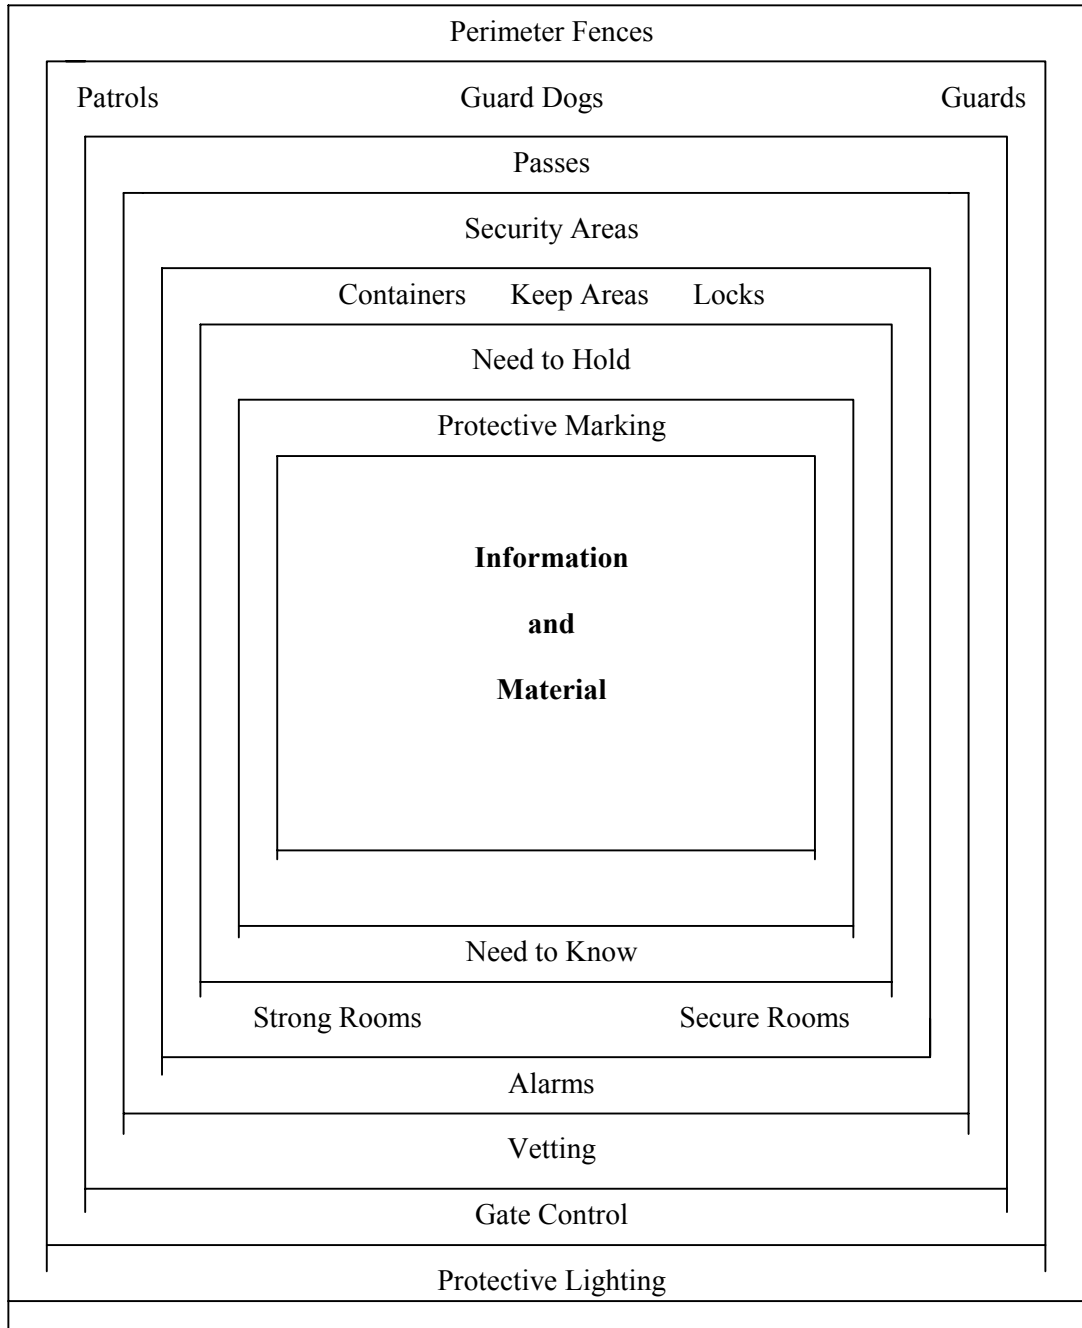 Perimeter Fences
Patrols Guard Dogs Guards
Passes
Security Areas
Containers Keep Areas Locks
Need to Hold
Protective Marking
Information
and
Material
Need to Know
Strong Rooms Secure Rooms
Alarms
Vetting
Gate Control
Protective Lighting